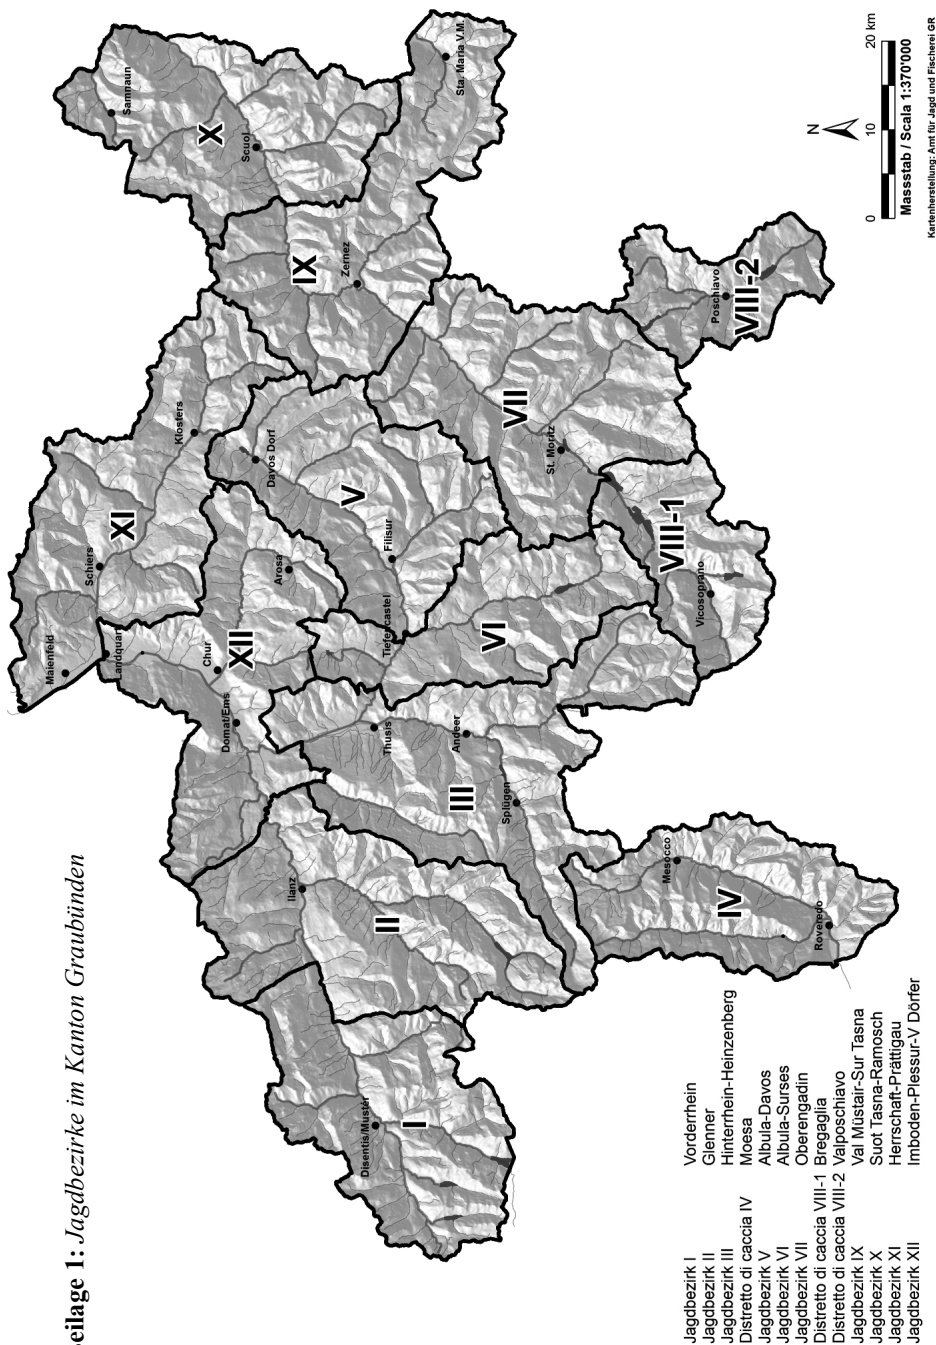 eilage 1: Jagdbezirke im Kanton Graubünden
Samnaun
X
Scuol
Sta. Maria V.M.
IX
Zernez
Klosters
Davos Dorf
XI
Schiers
Maienfeld
Landquart
V
Filisur
Arosa
Tiefencastel
Chur
XII
Domat/Ems
VII
St. Moritz
Poschiavo
VIII-2
VIII-1
Vicosoprano
VI
Thusis
Andeer
III
Splügen
Ilanz
II
Mesocco
IV
Roveredo
Disentis/Muster
I
N
0 10 20 km
Massstab / Scala 1:370'000
Kartenherstellung: Amt für Jagd und Fischerei GR
Jagdbezirk I Vorderrhein
Jagdbezirk II Glenner
Jagdbezirk III Hinterrhein-Heinzenberg
Distretto di caccia IV Moesa
Jagdbezirk V Albula-Davos
Jagdbezirk VI Albula-Surses
Jagdbezirk VII Oberengadin
Distretto di caccia VIII-1 Bregaglia
Distretto di caccia VIII-2 Valposchiavo
Jagdbezirk IX Val Müstair-Sur Tasna
Jagdbezirk X Suot Tasna-Ramosch
Jagdbezirk XI Herrschaft-Prättigau
Jagdbezirk XII Imboden-Plessur-V Dörfer